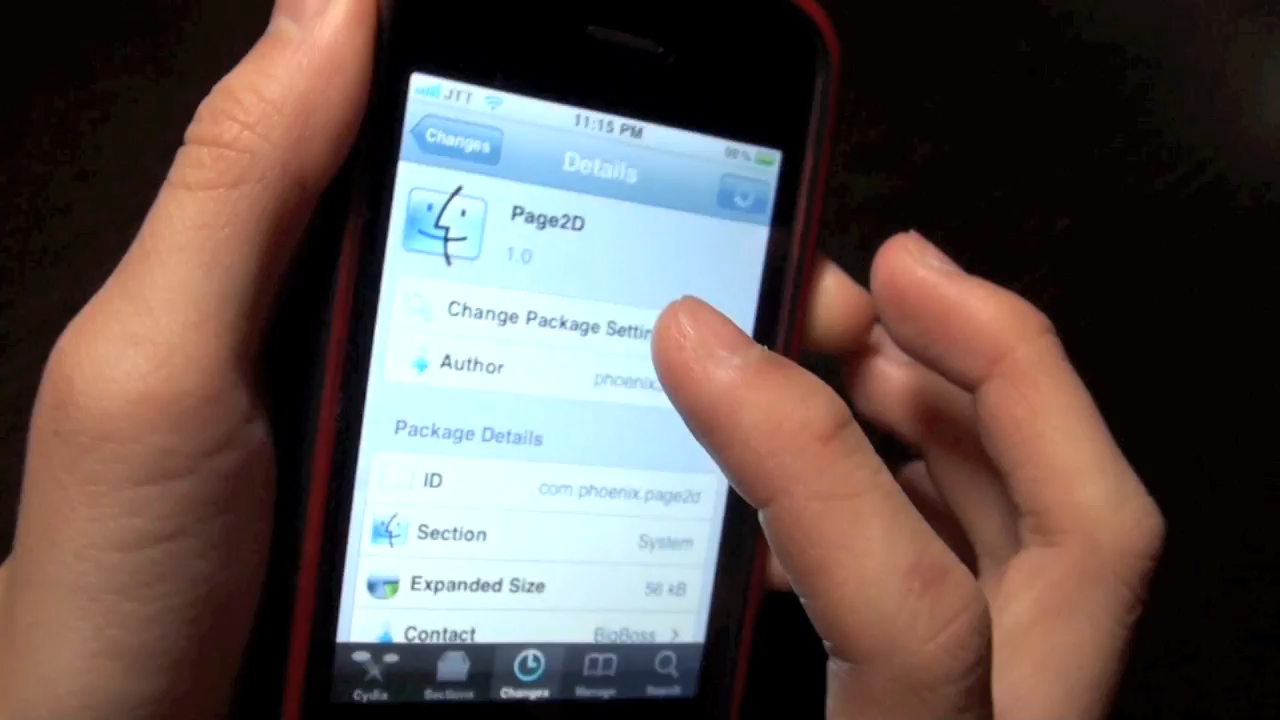 JTT 11:15 PM 98%
Changes Details
Page2D
1.0
Change Package Settin
Author phoenix.
Package Details
ID com.phoenix.page2d
Section System
Expanded Size 56 kB
Contact BigBoss
Cydia Sections Changes Manage Search